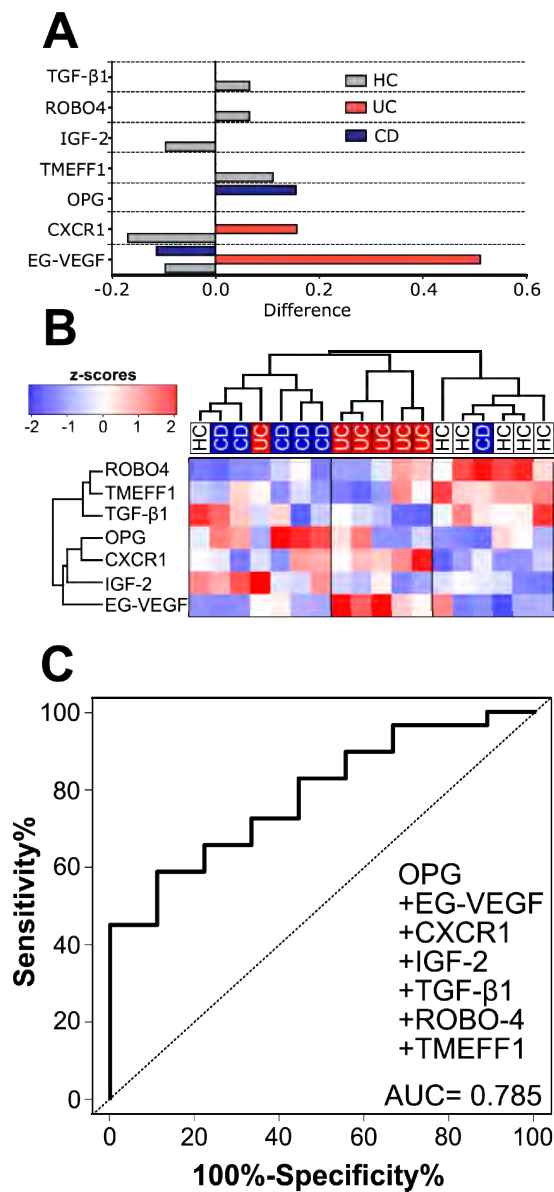 A
TGF-β1
ROBO4
IGF-2
TMEFF1
OPG
CXCR1
EG-VEGF
HC
UC
CD
-0.2 0.0 0.2 0.4 0.6
Difference
B
z-scores
-2 -1 0 1 2
HC CD CD UC CD CD CD UC UC UC UC UC HC HC CD HC HC HC
ROBO4
TMEFF1
TGF-β1
OPG
CXCR1
IGF-2
EG-VEGF
C
100
80
60
40
20
0
Sensitivity%
OPG
+EG-VEGF
+CXCR1
+IGF-2
+TGF-β1
+ROBO-4
+TMEFF1
AUC= 0.785
0 20 40 60 80 100
100%-Specificity%